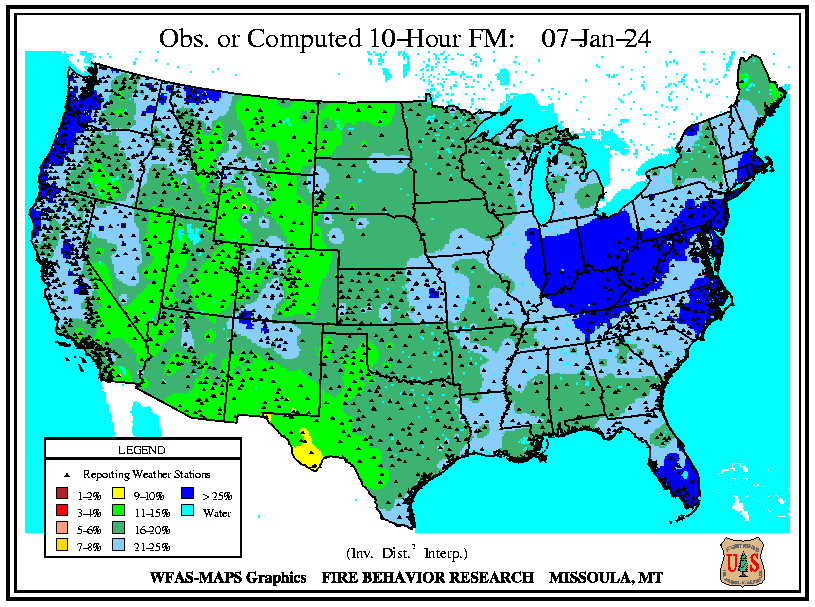 Obs. or Computed 10-Hour FM: 07-Jan-24
LEGEND
Reporting Weather Stations
1-2% 9-10% > 25%
3-4% 11-15% Water
5-6% 16-20%
7-8% 21-25%
(Inv. Dist.² Interp.)
WFAS-MAPS Graphics FIRE BEHAVIOR RESEARCH MISSOULA, MT
U S